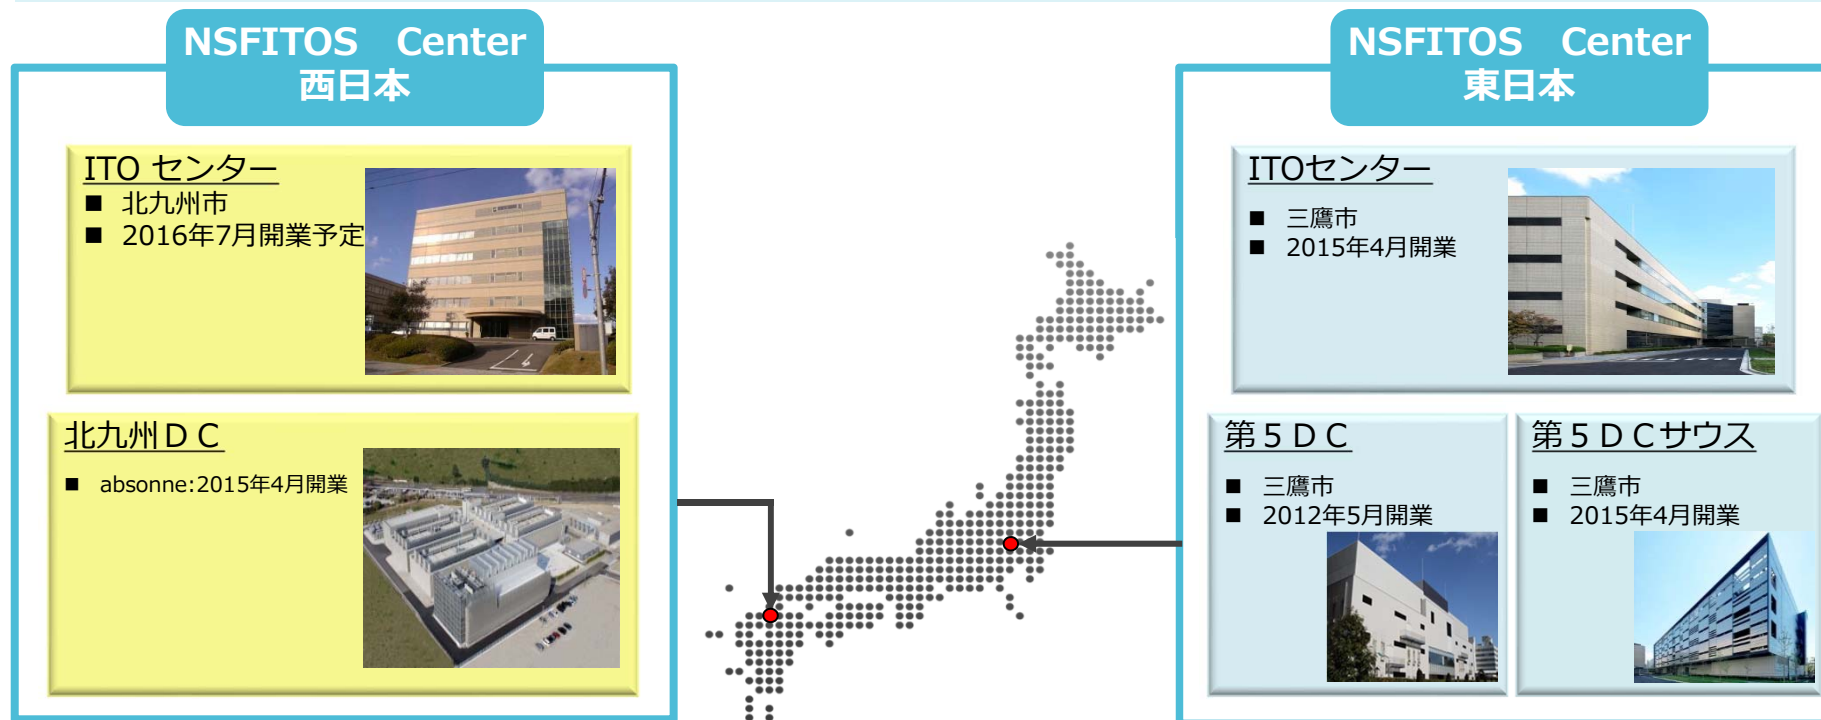 NSFITOS　Center
西日本
ITO センター
■ 北九州市
■ 2016年7月開業予定
北九州ＤＣ
■ absonne:2015年4月開業
NSFITOS　Center
東日本
ITOセンター
■ 三鷹市
■ 2015年4月開業
第５ＤＣ
■ 三鷹市
■ 2012年5月開業
第５ＤＣサウス
■ 三鷹市
■ 2015年4月開業